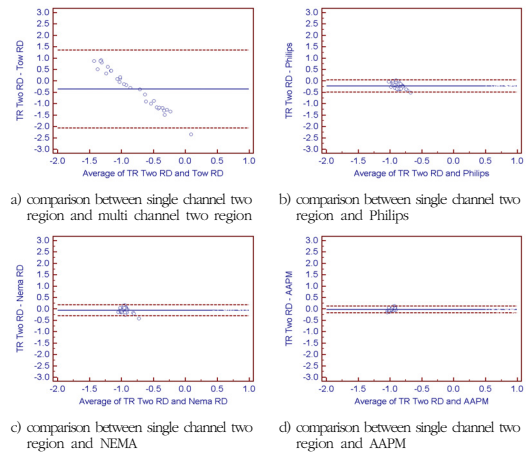 3.0
2.5
2.0
1.5
1.0
0.5
0.0
-0.5
-1.0
-1.5
-2.0
-2.5
-3.0
TR Two RD - Tow RD
-2.0 -1.5 -1.0 -0.5 0.0 0.5 1.0
Average of TR Two RD and Tow RD
a) comparison between single channel two
region and multi channel two region
3.0
2.5
2.0
1.5
1.0
0.5
0.0
-0.5
-1.0
-1.5
-2.0
-2.5
-3.0
TR Two RD - Philips
-2.0 -1.5 -1.0 -0.5 0.0 0.5 1.0
Average of TR Two RD and Philips
b) comparison between single channel two
region and Philips
3.0
2.5
2.0
1.5
1.0
0.5
0.0
-0.5
-1.0
-1.5
-2.0
-2.5
-3.0
TR Two RD - Nema RD
-2.0 -1.5 -1.0 -0.5 0.0 0.5 1.0
Average of TR Two RD and Nema RD
c) comparison between single channel two
region and NEMA
3.0
2.5
2.0
1.5
1.0
0.5
0.0
-0.5
-1.0
-1.5
-2.0
-2.5
-3.0
TR Two RD - AAPM
-2.0 -1.5 -1.0 -0.5 0.0 0.5 1.0
Average of TR Two RD and AAPM
d) comparison between single channel two
region and AAPM